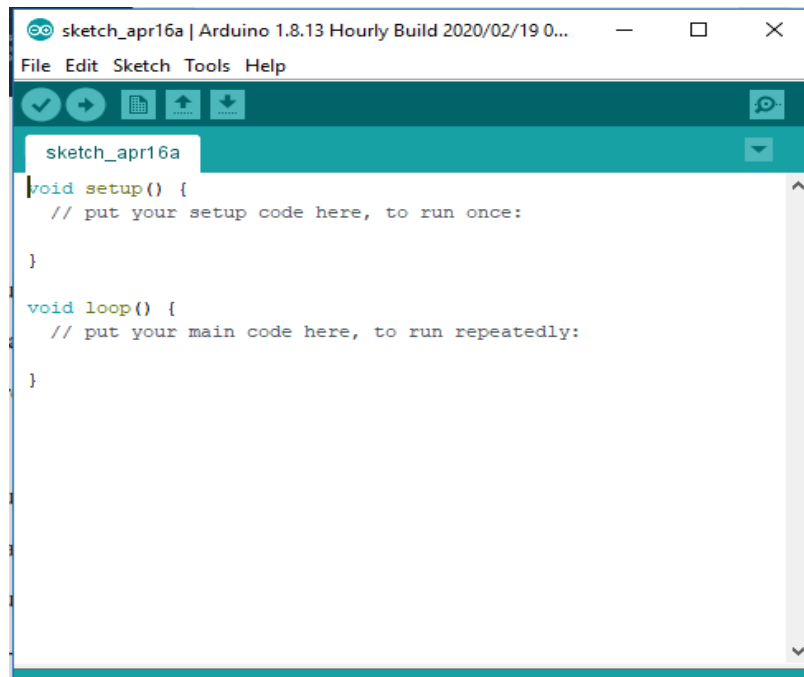 sketch_apr16a | Arduino 1.8.13 Hourly Build 2020/02/19 0...
File Edit Sketch Tools Help
sketch_apr16a
void setup() {
  // put your setup code here, to run once:
}
void loop() {
  // put your main code here, to run repeatedly:
}